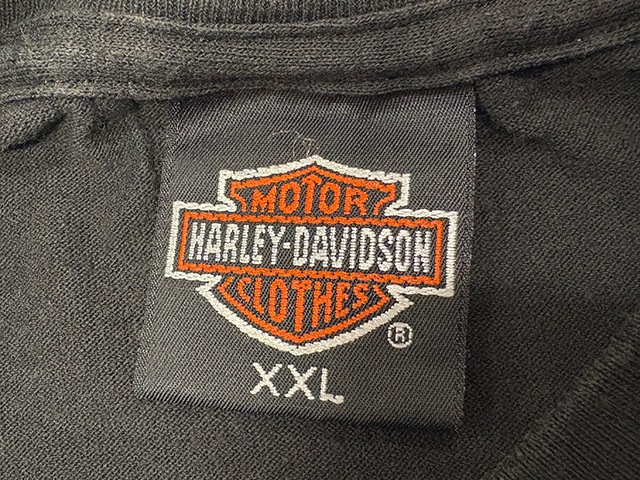 MOTOR
HARLEY-DAVIDSON
CLOTHES
®
XXL